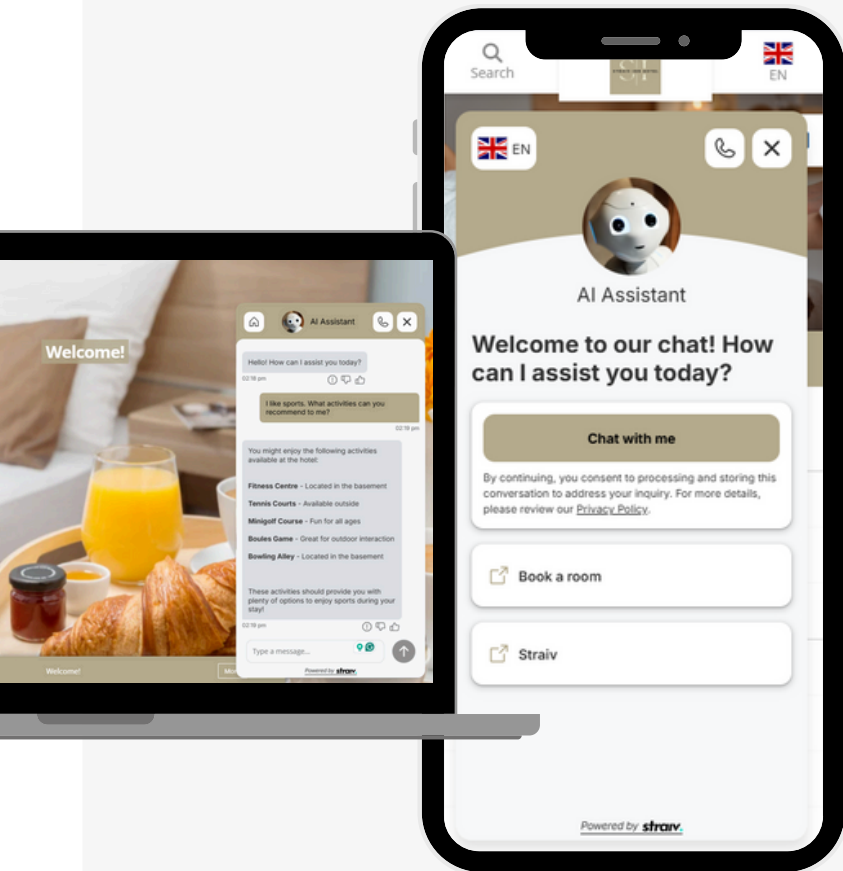 Welcome!
AI Assistant
Hello! How can I assist you today?
02:19 pm
I like sports. What activities can you
recommend to me?
02:19 pm
You might enjoy the following activities
available at the hotel:
Fitness Centre - Located in the basement
Tennis Courts - Available outside
Minigolf Course - Fun for all ages
Boules Game - Great for outdoor interaction
Bowling Alley - Located in the basement
These activities should provide you with
plenty of options to enjoy sports during your
stay!
02:19 pm
Type a message...
Welcome!
Powered by straiv.
Search
EN
EN
AI Assistant
Welcome to our chat! How
can I assist you today?
Chat with me
By continuing, you consent to processing and storing this
conversation to address your inquiry. For more details,
please review our Privacy Policy.
Book a room
Straiv
Powered by straiv.